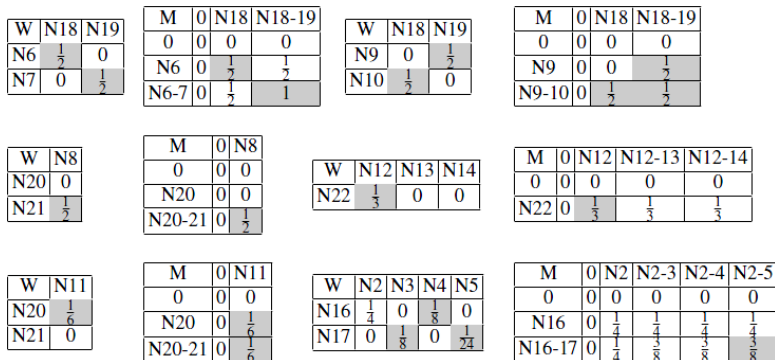 W N18 N19
N6 1/2 0
N7 0 1/2
M 0 N18 N18-19
0 0 0 0
N6 0 1/2 1/2
N6-7 0 1/2 1
W N18 N19
N9 0 1/2
N10 1/2 0
M 0 N18 N18-19
0 0 0 0
N9 0 0 1/2
N9-10 0 1/2 1/2
W N8
N20 0
N21 1/2
M 0 N8
0 0 0
N20 0 0
N20-21 0 1/2
W N12 N13 N14
N22 1/3 0 0
M 0 N12 N12-13 N12-14
0 0 0 0 0
N22 0 1/3 1/3 1/3
W N11
N20 1/6
N21 0
M 0 N11
0 0 0
N20 0 1/6
N20-21 0 1/6
W N2 N3 N4 N5
N16 1/4 0 1/8 0
N17 0 1/8 0 1/24
M 0 N2 N2-3 N2-4 N2-5
0 0 0 0 0 0
N16 0 1/4 1/4 1/4 1/4
N16-17 0 1/4 3/8 3/8 3/8